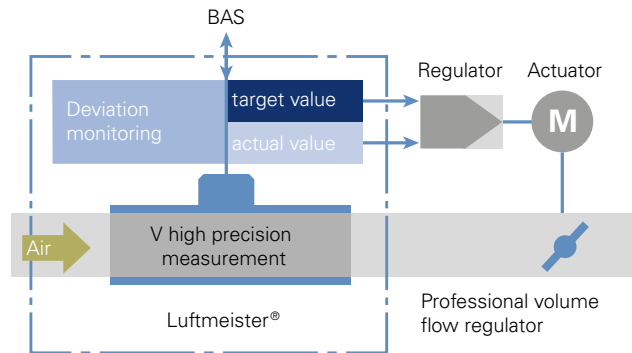 BAS
Deviation
monitoring
target value
actual value
Regulator
Actuator
M
Air
V high precision
measurement
Luftmeister®
Professional volume
flow regulator